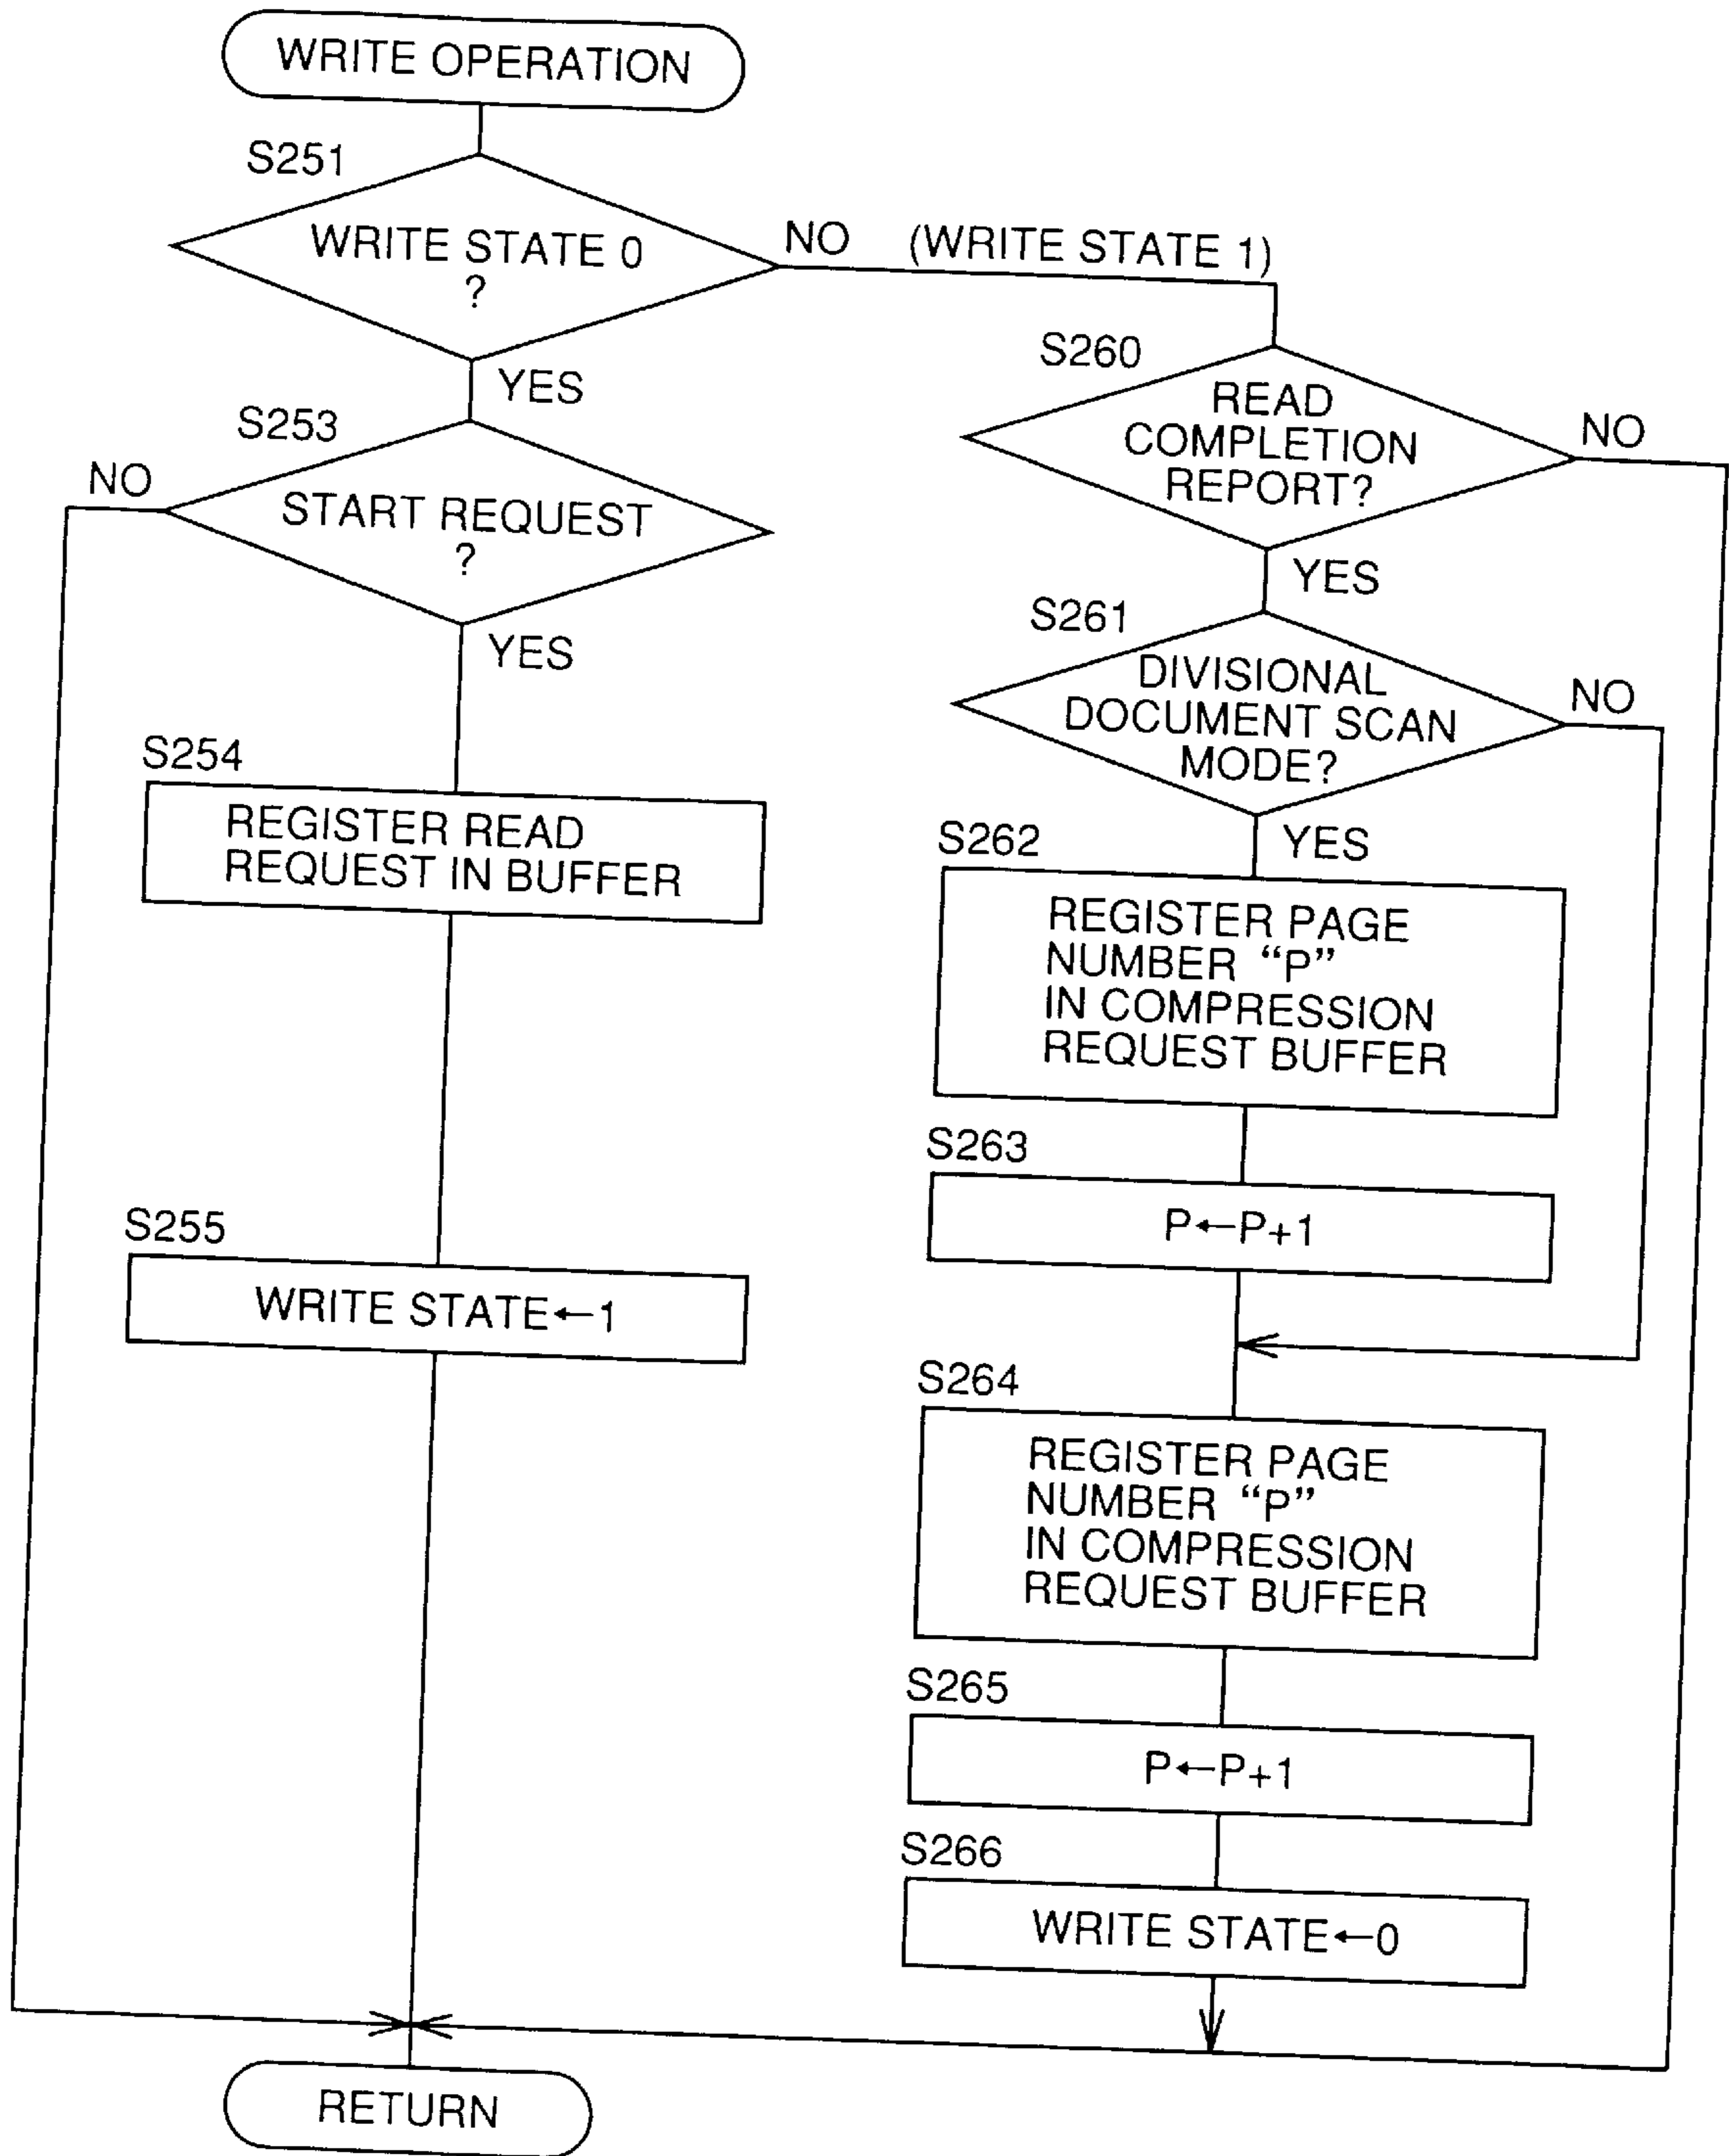 WRITE OPERATION
S251
WRITE STATE 0
?
NO (WRITE STATE 1)
YES
S253
NO
START REQUEST
?
YES
S254
REGISTER READ
REQUEST IN BUFFER
S255
WRITE STATE←1
S260
READ
COMPLETION
REPORT?
NO
YES
S261
DIVISIONAL
DOCUMENT SCAN
MODE?
NO
YES
S262
REGISTER PAGE
NUMBER “P”
IN COMPRESSION
REQUEST BUFFER
S263
P←P+1
S264
REGISTER PAGE
NUMBER “P”
IN COMPRESSION
REQUEST BUFFER
S265
P←P+1
S266
WRITE STATE←0
RETURN